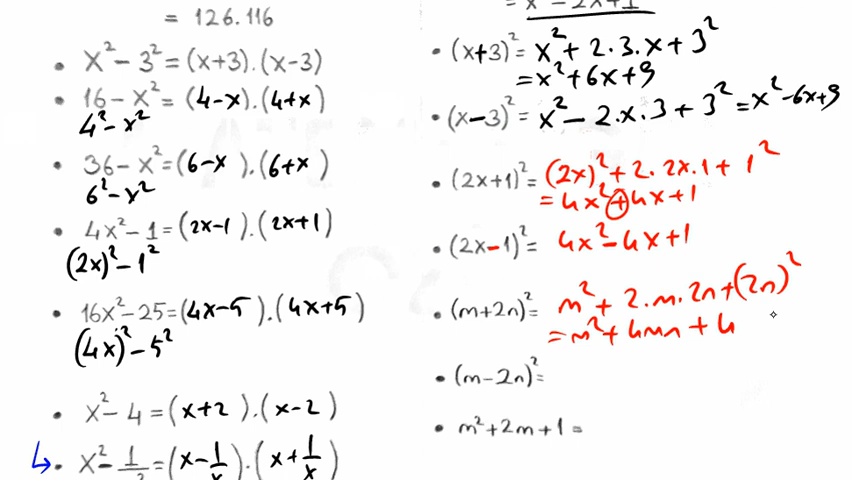 = 126.116
• x² - 3² = (x+3).(x-3)
• 16 - x² = (4-x).(4+x)
4² - x²
• 36 - x² = (6-x).(6+x)
6² - x²
• 4x² - 1 = (2x-1).(2x+1)
(2x)² - 1²
• 16x² - 25 = (4x-5).(4x+5)
(4x)² - 5²
• x² - 4 = (x+2).(x-2)
↳• x² - 1/x² = (x - 1/x).(x + 1/x)
= x² - 2x + 1
• (x+3)² = x² + 2.3.x + 3²
= x² + 6x + 9
• (x-3)² = x² - 2.x.3 + 3² = x² - 6x + 9
• (2x+1)² = (2x)² + 2.2x.1 + 1²
= 4x² + 4x + 1
• (2x-1)² = 4x² - 4x + 1
• (m+2n)² = m² + 2.m.2n + (2n)²
= m² + 4mn + 4
• (m-2n)² =
• m² + 2m + 1 =